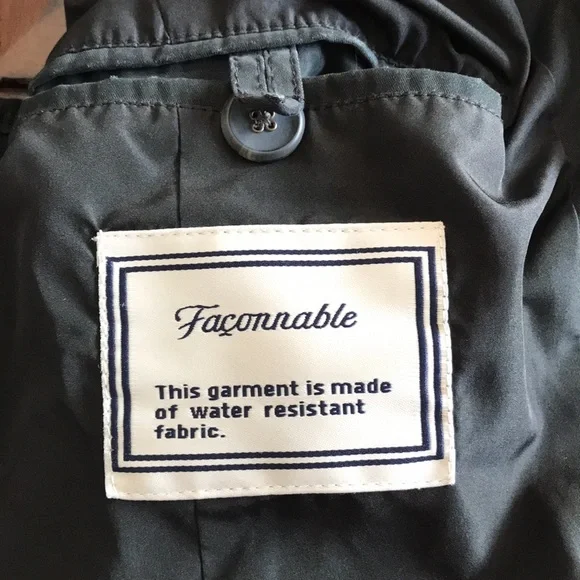 Façonnable
This garment is made
of water resistant
fabric.